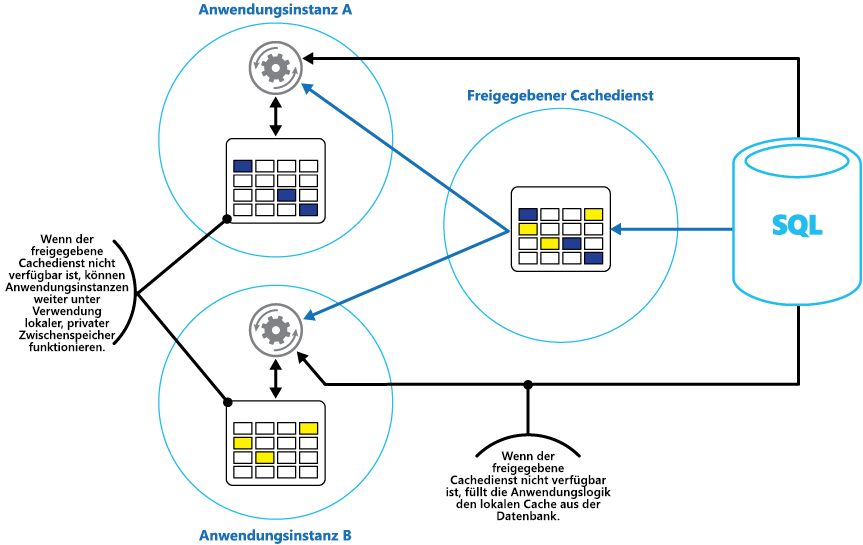 Anwendungsinstanz A
Freigegebener Cachedienst
SQL
Wenn der
freigegebene
Cachedienst nicht
verfügbar ist, können
Anwendungsinstanzen
weiter unter
Verwendung
lokaler, privater
Zwischenspeicher
funktionieren.
Wenn der
freigegebene
Cachedienst nicht verfügbar
ist, füllt die Anwendungslogik
den lokalen Cache aus der
Datenbank.
Anwendungsinstanz B